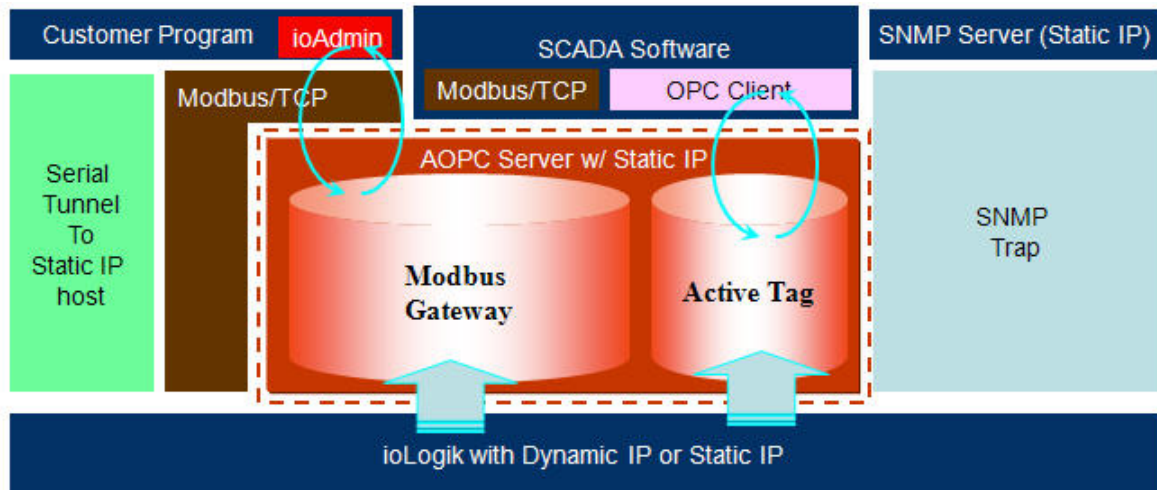 Customer Program
ioAdmin
SCADA Software
SNMP Server (Static IP)
Modbus/TCP
Modbus/TCP
OPC Client
AOPC Server w/ Static IP
Serial
Tunnel
To
Static IP
host
Modbus
Gateway
Active Tag
SNMP
Trap
ioLogik with Dynamic IP or Static IP